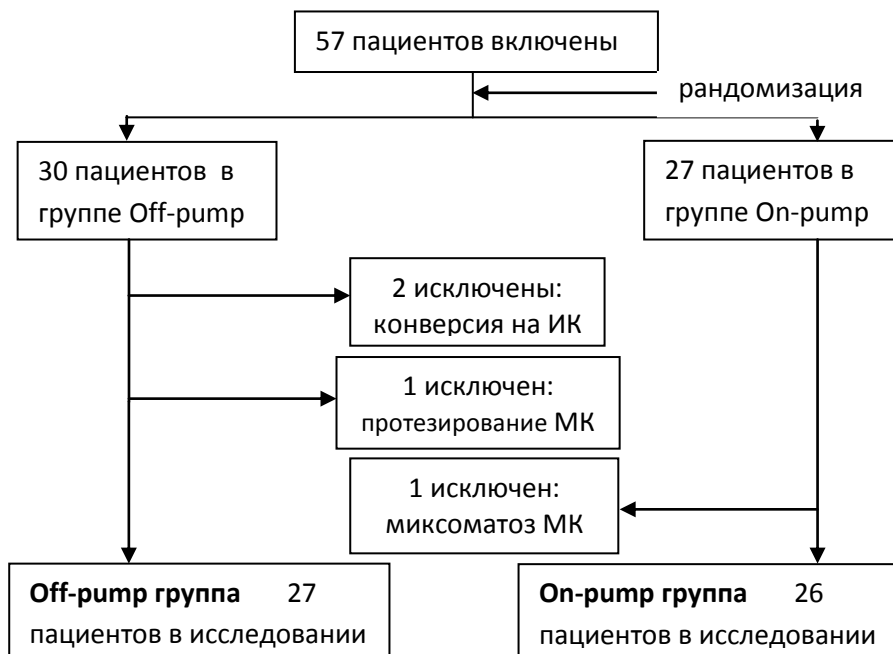 57 пациентов включены
рандомизация
30 пациентов в
группе Off-pump
27 пациентов в
группе On-pump
2 исключены:
конверсия на ИК
1 исключен:
протезирование МК
1 исключен:
миксоматоз МК
Off-pump группа 27
пациентов в исследовании
On-pump группа 26
пациентов в исследовании